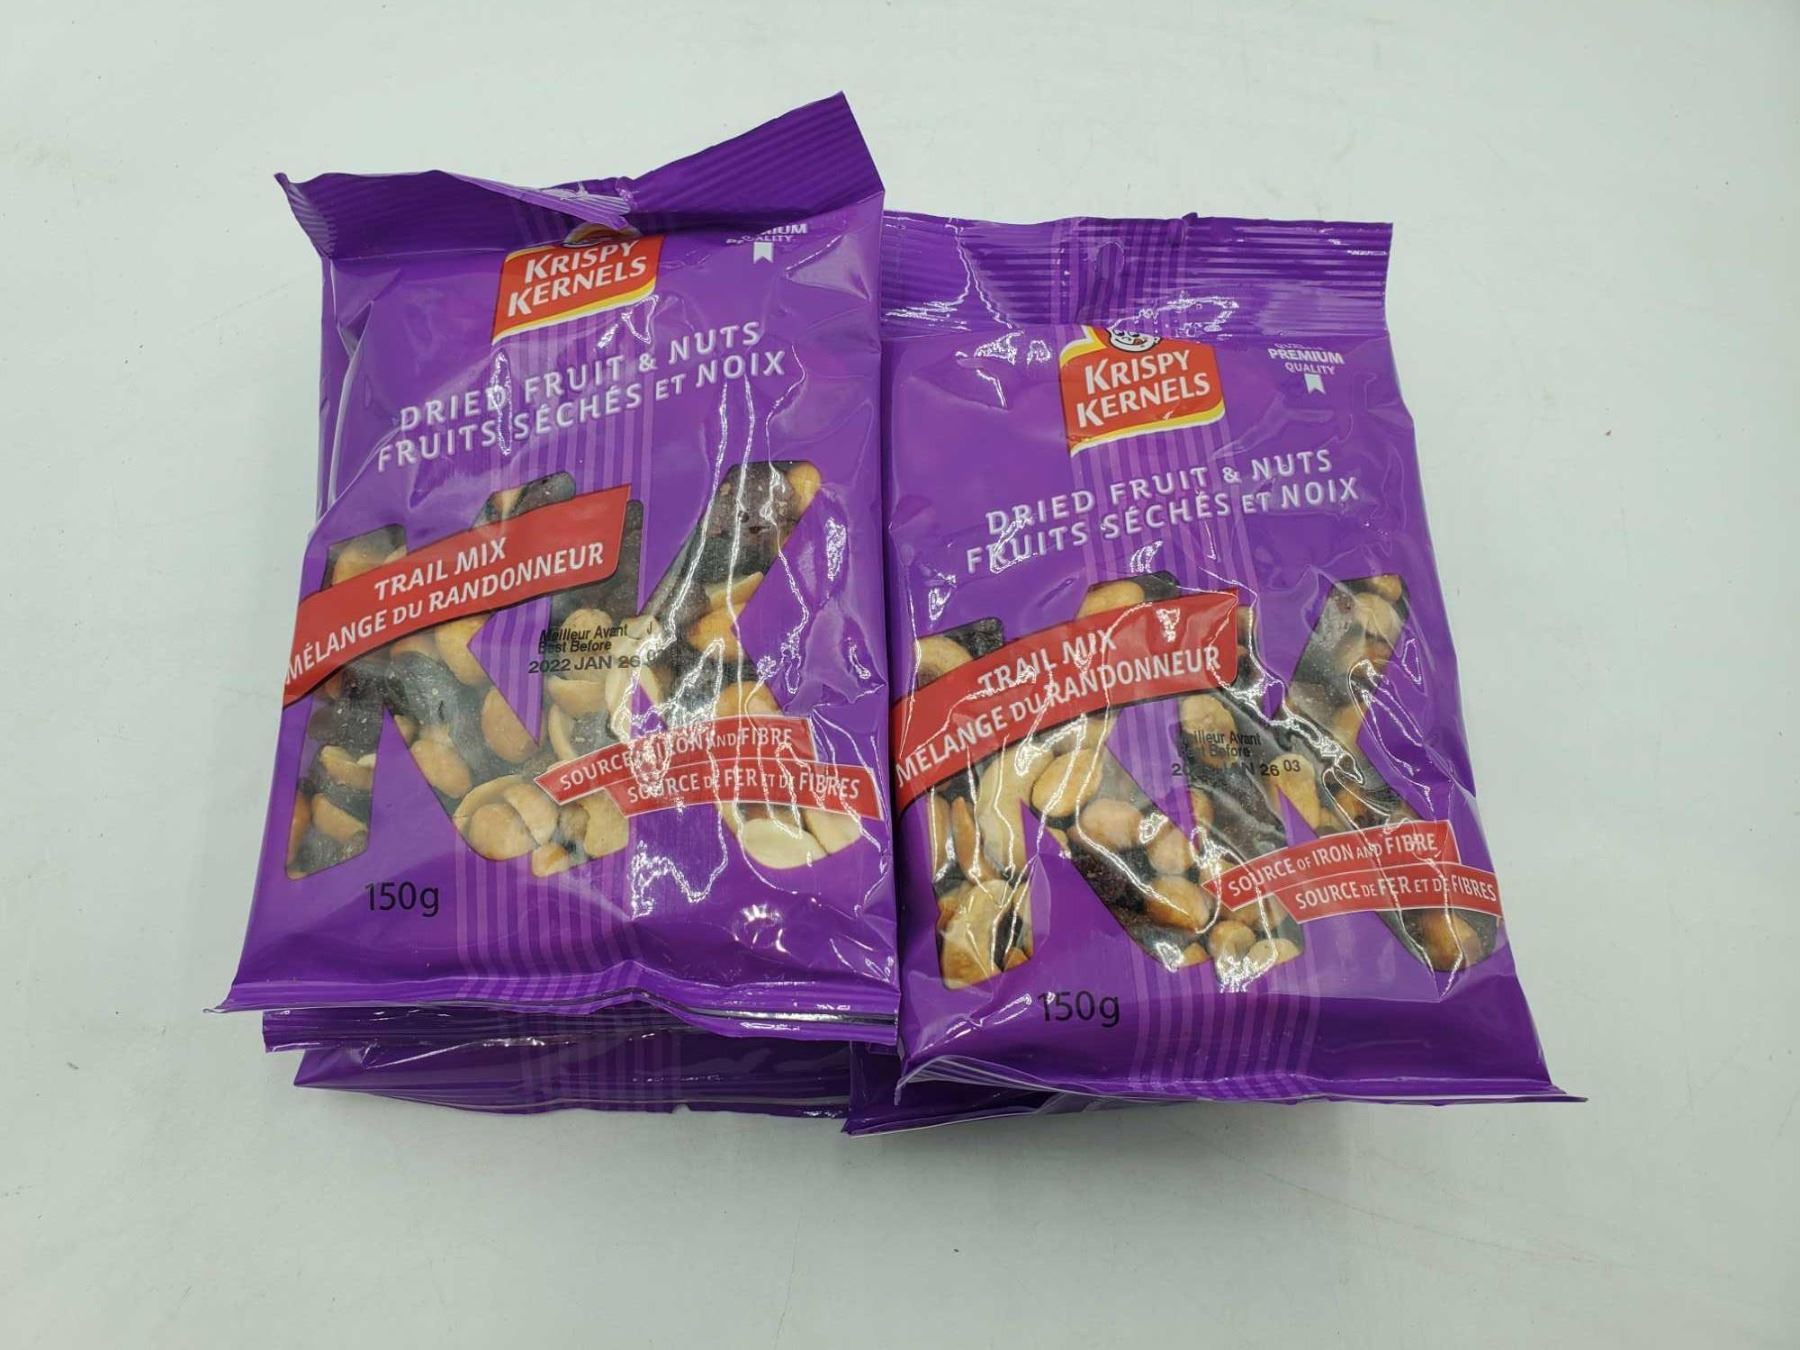 KRISPY
KERNELS
QUALITY
DRIED FRUIT & NUTS
FRUITS SÉCHÉS ET NOIX
TRAIL MIX
MÉLANGE DU RANDONNEUR
Meilleur Avant
Best Before
2022 JAN 26
SOURCE OF IRON AND FIBRE
SOURCE DE FER ET DE FIBRES
150g
KRISPY
KERNELS
PREMIUM
QUALITY
DRIED FRUIT & NUTS
FRUITS SÉCHÉS ET NOIX
TRAIL MIX
MÉLANGE DU RANDONNEUR
Avant
26 03
SOURCE OF IRON AND FIBRE
SOURCE DE FER ET DE FIBRES
150g